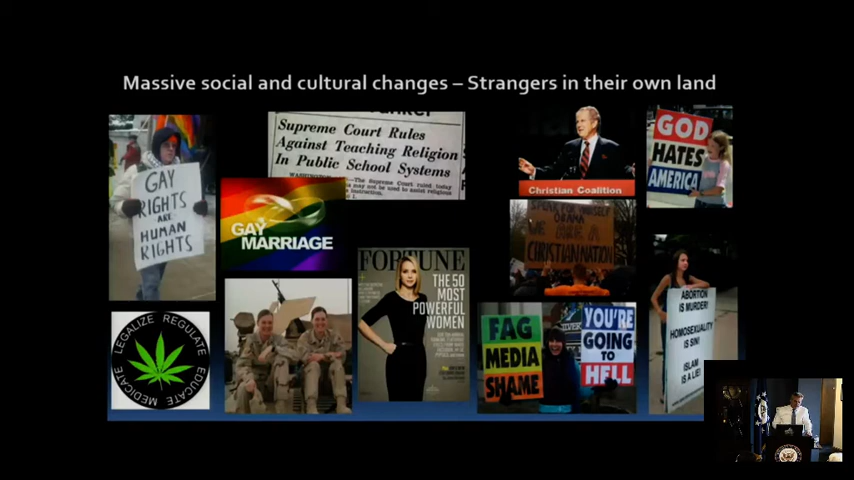 Massive social and cultural changes – Strangers in their own land
GAY
RIGHTS
ARE
HUMAN
RIGHTS
Supreme Court Rules
Against Teaching Religion
In Public School Systems
GAY
MARRIAGE
LEGALIZE REGULATE
EDUCATE MEDICATE
FORTUNE
THE 50
MOST
POWERFUL
WOMEN
Christian Coalition
GOD
HATES
AMERICA
OBAMA
WE ARE A
CHRISTIAN NATION
FAG
MEDIA
SHAME
YOU'RE
GOING
TO
HELL
ABORTION
IS MURDER!
HOMOSEXUALITY
IS SIN!
ISLAM
IS A LIE!